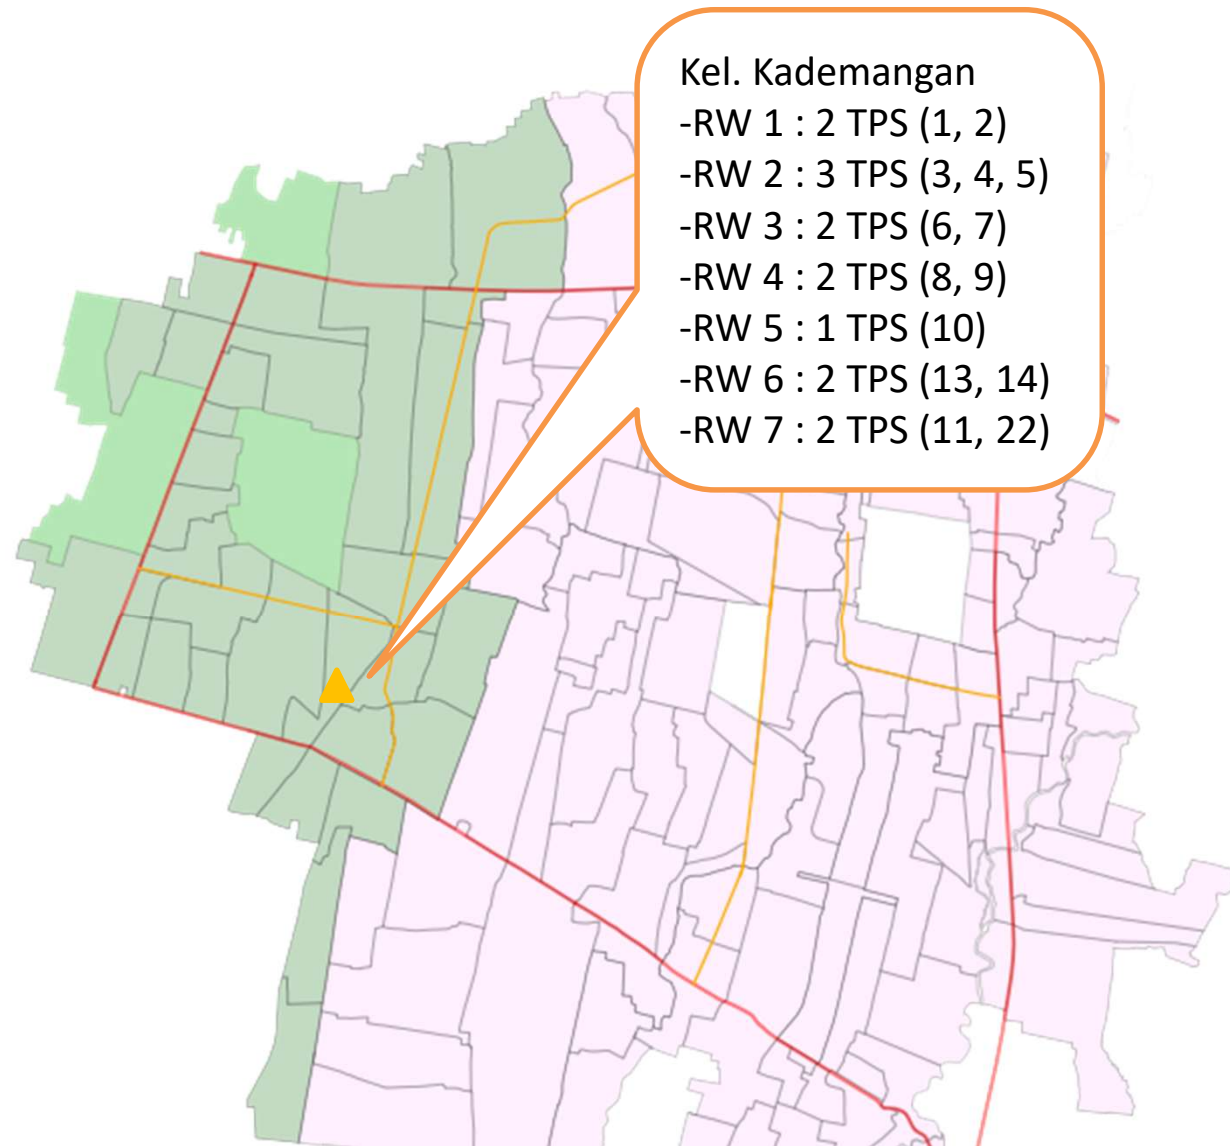 Kel. Kademangan
-RW 1 : 2 TPS (1, 2)
-RW 2 : 3 TPS (3, 4, 5)
-RW 3 : 2 TPS (6, 7)
-RW 4 : 2 TPS (8, 9)
-RW 5 : 1 TPS (10)
-RW 6 : 2 TPS (13, 14)
-RW 7 : 2 TPS (11, 22)